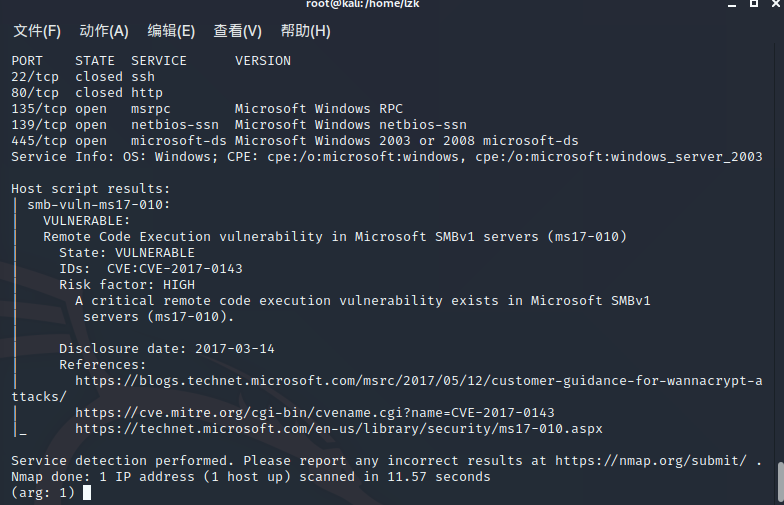 root@kali:/home/lzk
文件(F) 动作(A) 编辑(E) 查看(V) 帮助(H)
PORT    STATE  SERVICE      VERSION
22/tcp  closed ssh
80/tcp  closed http
135/tcp open   msrpc        Microsoft Windows RPC
139/tcp open   netbios-ssn  Microsoft Windows netbios-ssn
445/tcp open   microsoft-ds Microsoft Windows 2003 or 2008 microsoft-ds
Service Info: OS: Windows; CPE: cpe:/o:microsoft:windows, cpe:/o:microsoft:windows_server_2003
Host script results:
| smb-vuln-ms17-010:
|   VULNERABLE:
|   Remote Code Execution vulnerability in Microsoft SMBv1 servers (ms17-010)
|     State: VULNERABLE
|     IDs:  CVE:CVE-2017-0143
|     Risk factor: HIGH
|       A critical remote code execution vulnerability exists in Microsoft SMBv1
|        servers (ms17-010).
|
|     Disclosure date: 2017-03-14
|     References:
|       https://blogs.technet.microsoft.com/msrc/2017/05/12/customer-guidance-for-wannacrypt-a
ttacks/
|       https://cve.mitre.org/cgi-bin/cvename.cgi?name=CVE-2017-0143
|_      https://technet.microsoft.com/en-us/library/security/ms17-010.aspx
Service detection performed. Please report any incorrect results at https://nmap.org/submit/ .
Nmap done: 1 IP address (1 host up) scanned in 11.57 seconds
(arg: 1)